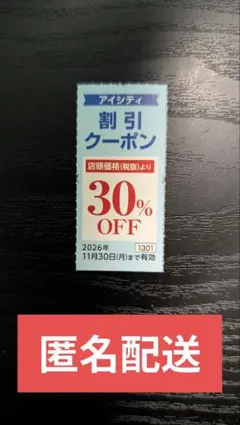 アイシティ
割引
クーポン
店頭価格(税抜)より
30%
OFF
2026年 1301
11月30日(月)まで有効
匿名配送